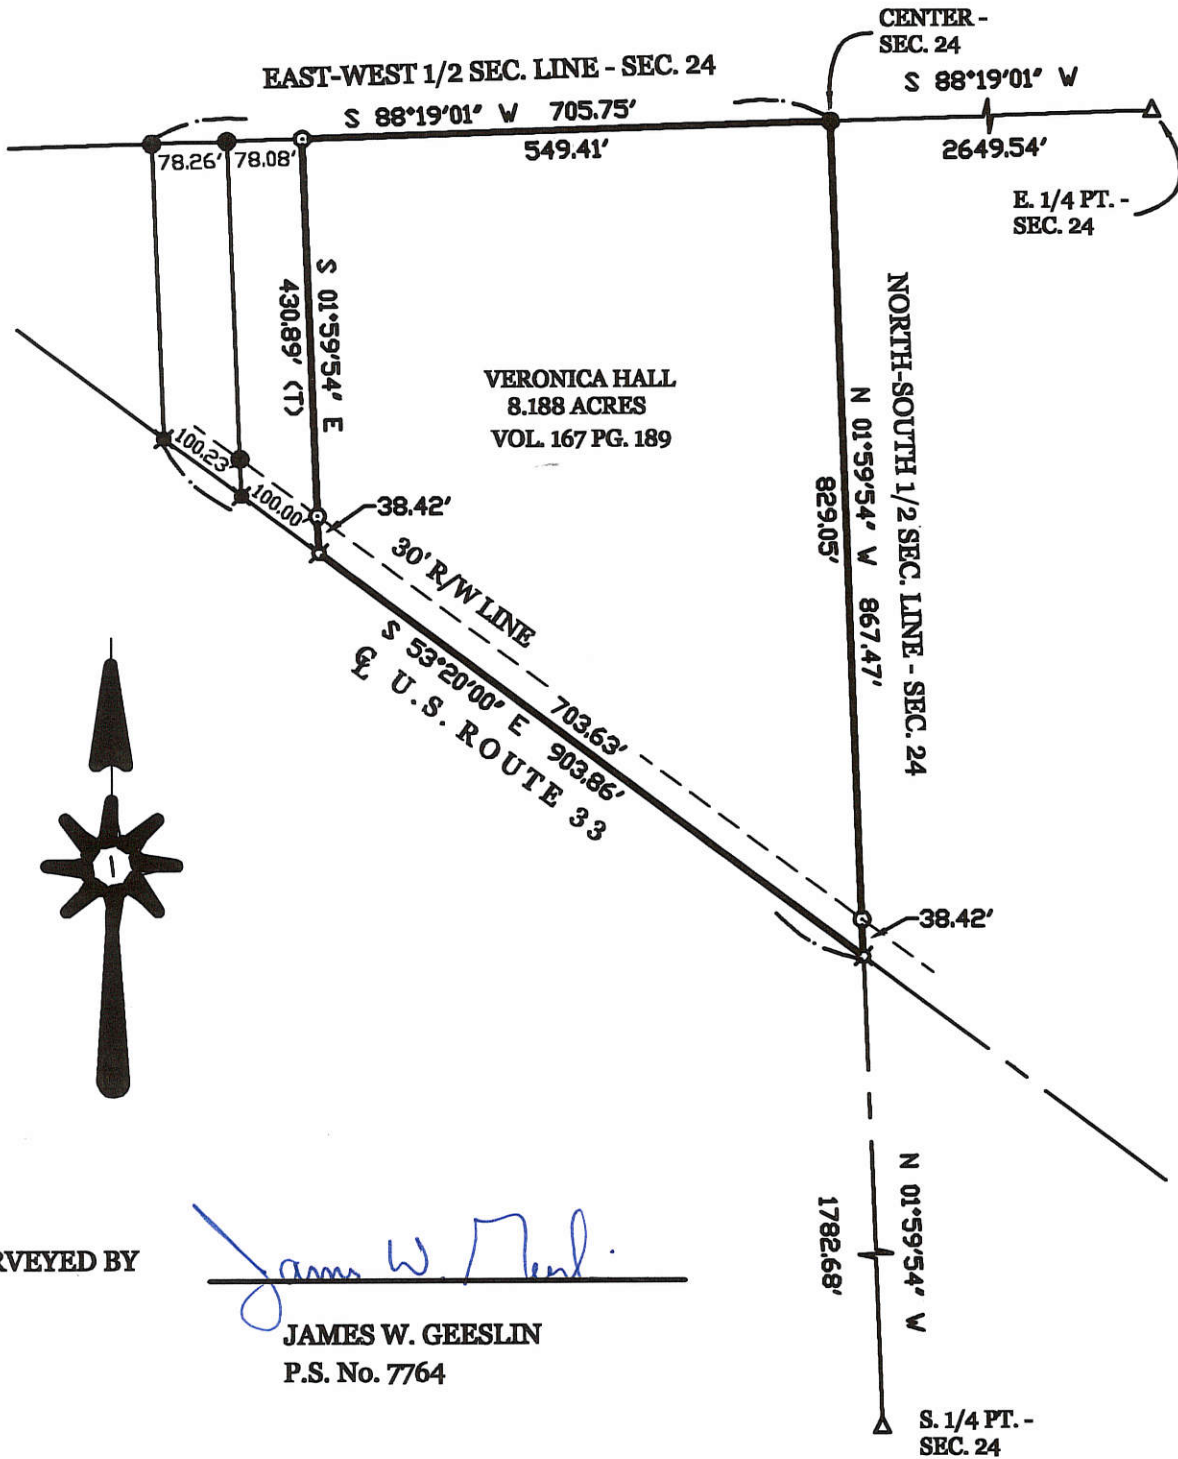 CENTER -
SEC. 24
EAST-WEST 1/2 SEC. LINE - SEC. 24
S 88°19'01" W
S 88°19'01" W 705.75'
78.26'
78.08'
549.41'
2649.54'
E. 1/4 PT. -
SEC. 24
S 01°59'54" E
430.89' (T)
VERONICA HALL
8.188 ACRES
VOL. 167 PG. 189
NORTH-SOUTH 1/2 SEC. LINE - SEC. 24
N 01°59'54" W 867.47'
829.05'
100.23'
100.00'
38.42'
30' R/W LINE
703.63'
S 53°20'00" E 903.86'
℄ U.S. ROUTE 33
38.42'
N 01°59'54" W
1782.68'
RVEYED BY
James W. Geeslin
JAMES W. GEESLIN
P.S. No. 7764
S. 1/4 PT. -
SEC. 24